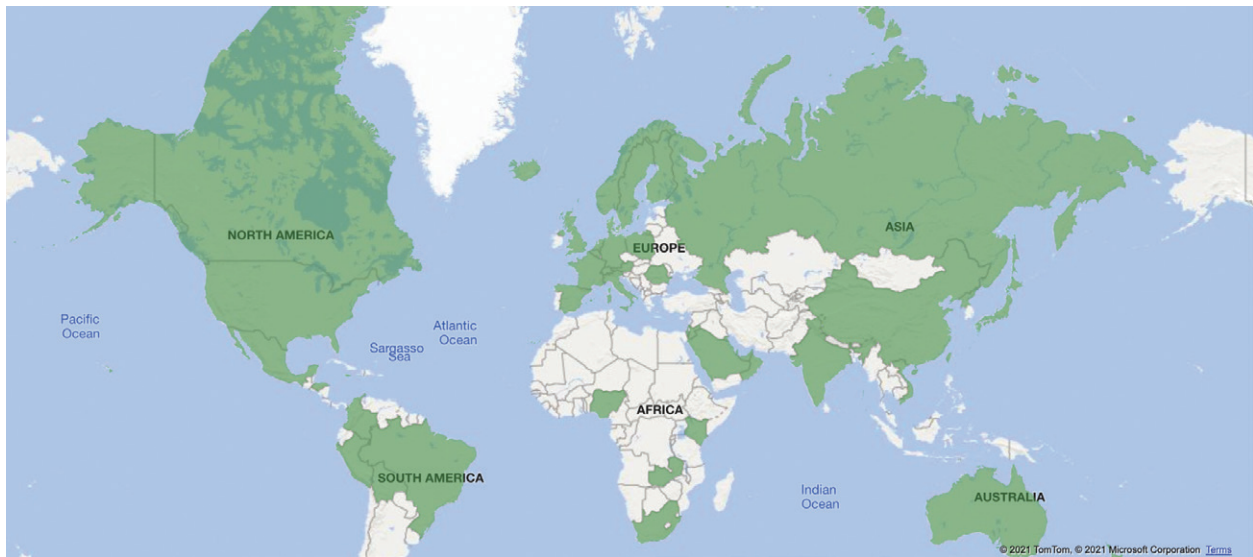 NORTH AMERICA
ASIA
EUROPE
Pacific
Ocean
Atlantic
Ocean
Sargasso
Sea
AFRICA
SOUTH AMERICA
Indian
Ocean
AUSTRALIA
© 2021 TomTom, © 2021 Microsoft Corporation Terms